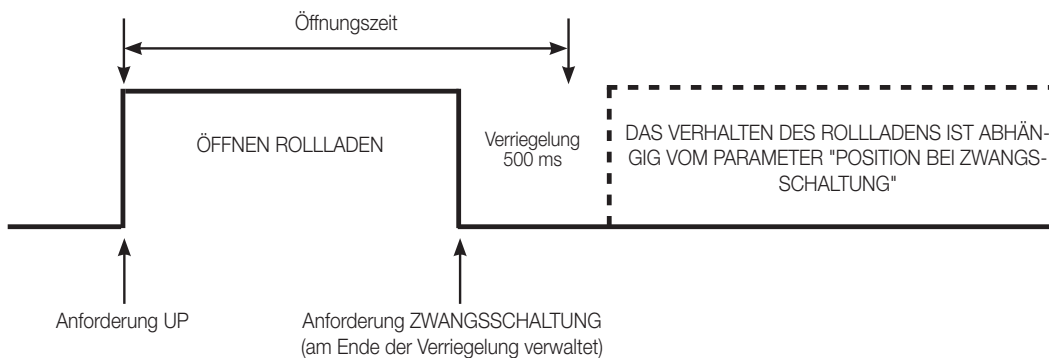 Öffnungszeit
ÖFFNEN ROLLLADEN
Verriegelung
500 ms
DAS VERHALTEN DES ROLLLADENS IST ABHÄN-
GIG VOM PARAMETER "POSITION BEI ZWANGS-
SCHALTUNG"
Anforderung UP
Anforderung ZWANGSSCHALTUNG
(am Ende der Verriegelung verwaltet)